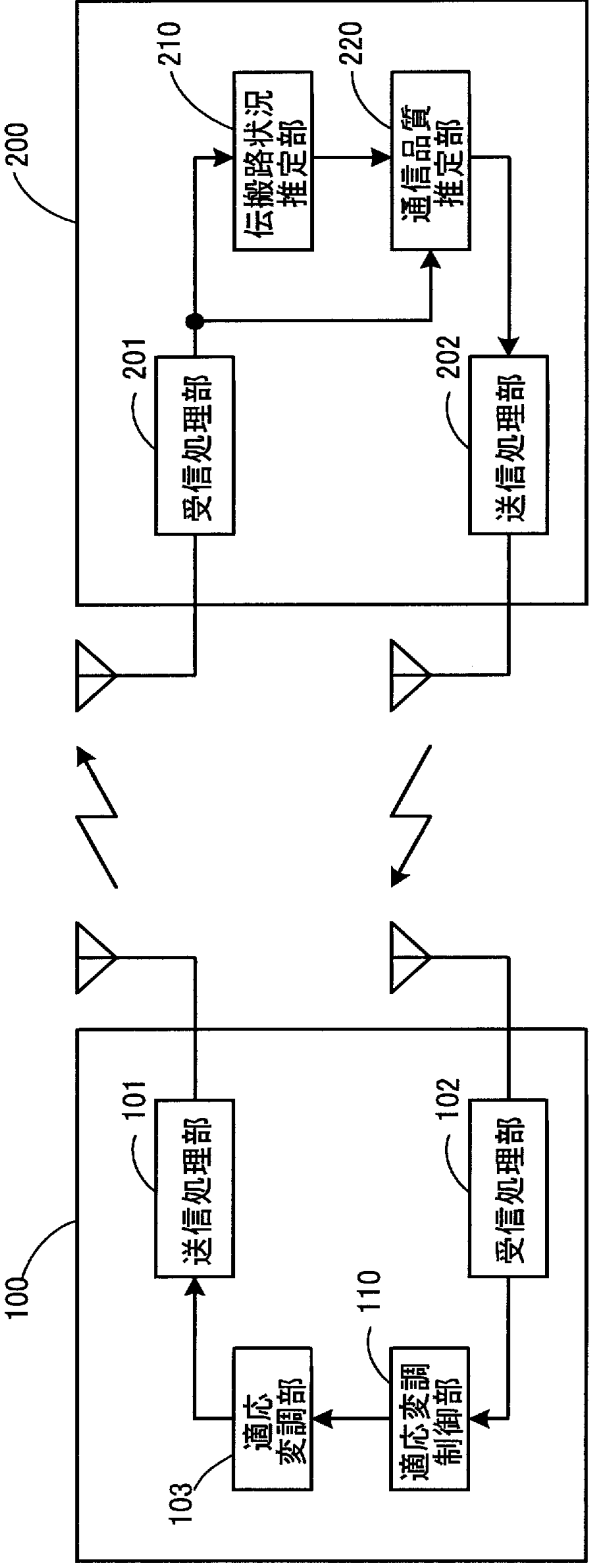 100
101
送信処理部
103
適応
変調部
110
適応変調
制御部
102
受信処理部
200
201
受信処理部
210
伝搬路状況
推定部
220
通信品質
推定部
202
送信処理部